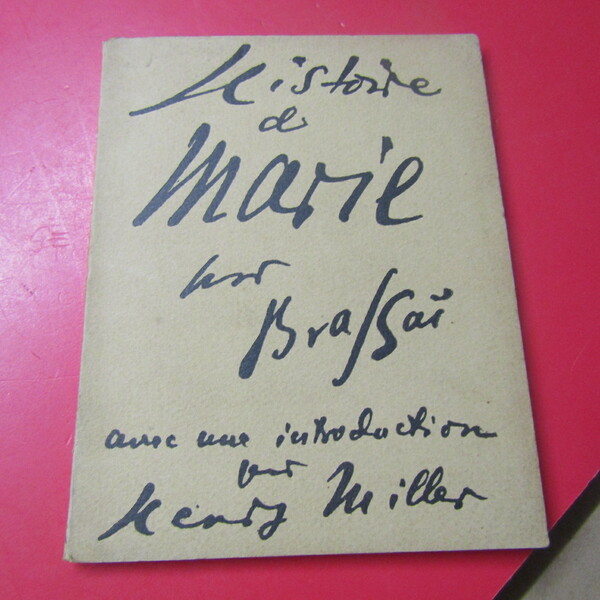 Histoire
de
Marie
par
Brassaï
avec une introduction
par
Henry Miller